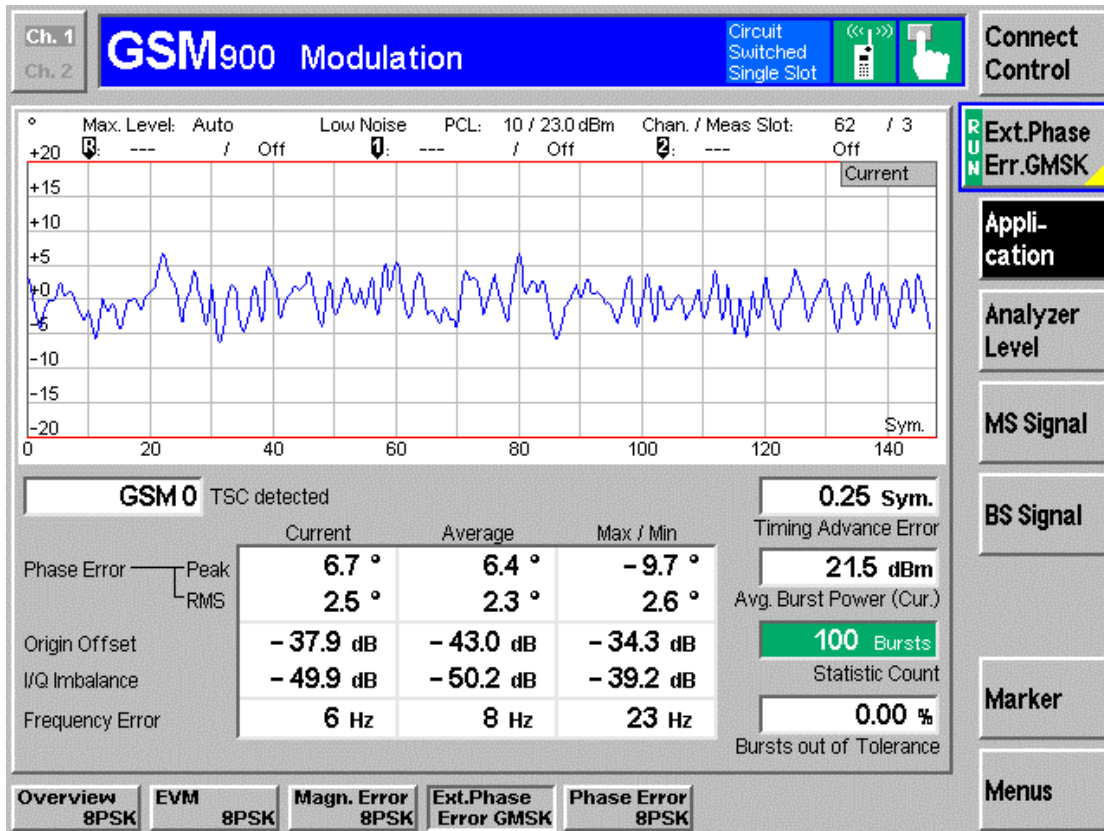 Ch. 1
Ch. 2
GSM900 Modulation
Circuit
Switched
Single Slot
Connect
Control
° Max. Level: Auto Low Noise PCL: 10 / 23.0 dBm Chan. / Meas Slot: 62 / 3
R: --- / Off 1: --- / Off 2: --- Off
RUN
Ext.Phase
Err.GMSK
+20
Current
+15
+10
+5
+0
-5
-10
-15
-20
Sym.
0 20 40 60 80 100 120 140
Appli-
cation
Analyzer
Level
MS Signal
BS Signal
GSM 0 TSC detected
0.25 Sym.
Timing Advance Error
Current Average Max / Min
Phase Error Peak 6.7 ° 6.4 ° -9.7 °
RMS 2.5 ° 2.3 ° 2.6 °
21.5 dBm
Avg. Burst Power (Cur.)
Origin Offset -37.9 dB -43.0 dB -34.3 dB
I/Q Imbalance -49.9 dB -50.2 dB -39.2 dB
100 Bursts
Statistic Count
Frequency Error 6 Hz 8 Hz 23 Hz
0.00 %
Bursts out of Tolerance
Marker
Menus
Overview
8PSK
EVM
8PSK
Magn. Error
8PSK
Ext.Phase
Error GMSK
Phase Error
8PSK